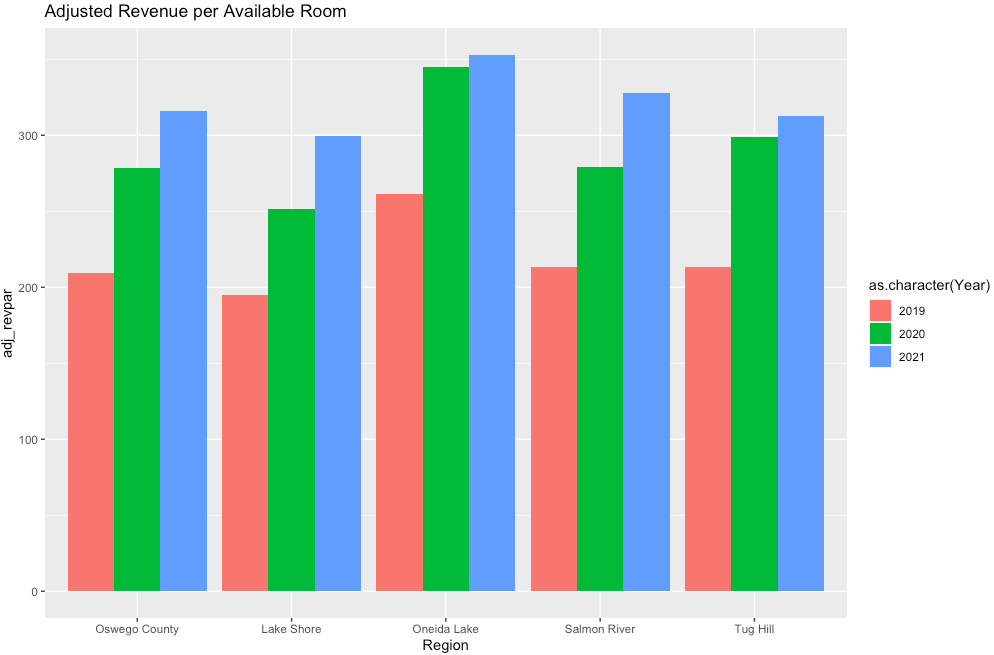 Adjusted Revenue per Available Room
adj_revpar
300
200
100
0
Oswego County
Lake Shore
Oneida Lake
Salmon River
Tug Hill
Region
as.character(Year)
2019
2020
2021